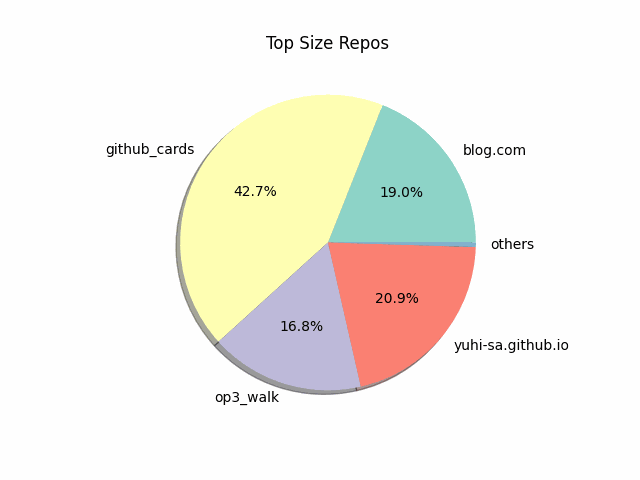 Top Size Repos
github_cards
blog.com
42.7%
19.0%
others
20.9%
16.8%
yuhi-sa.github.io
op3_walk